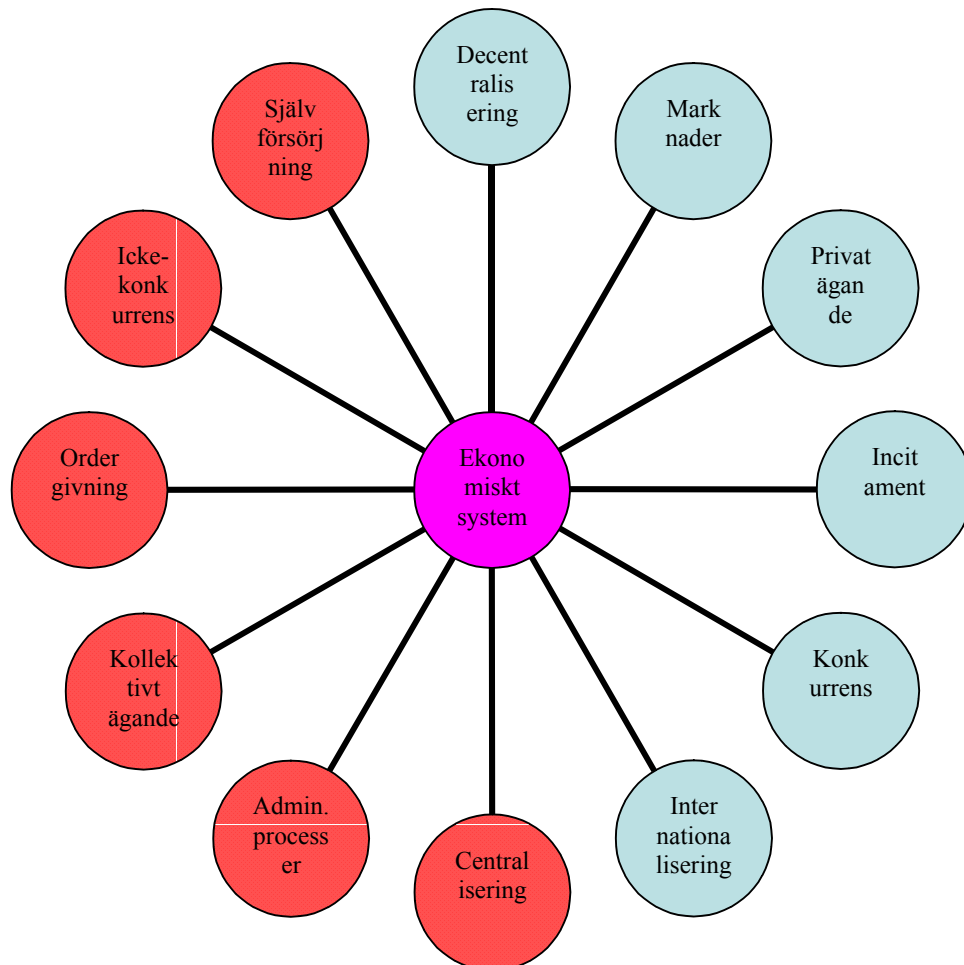 Decent
ralis
ering
Mark
nader
Privat
ägan
de
Incit
ament
Konk
urrens
Inter
nationa
lisering
Central
isering
Admin.
process
er
Kollek
tivt
ägande
Order
givning
Icke-
konk
urrens
Själv
försörj
ning
Ekono
miskt
system